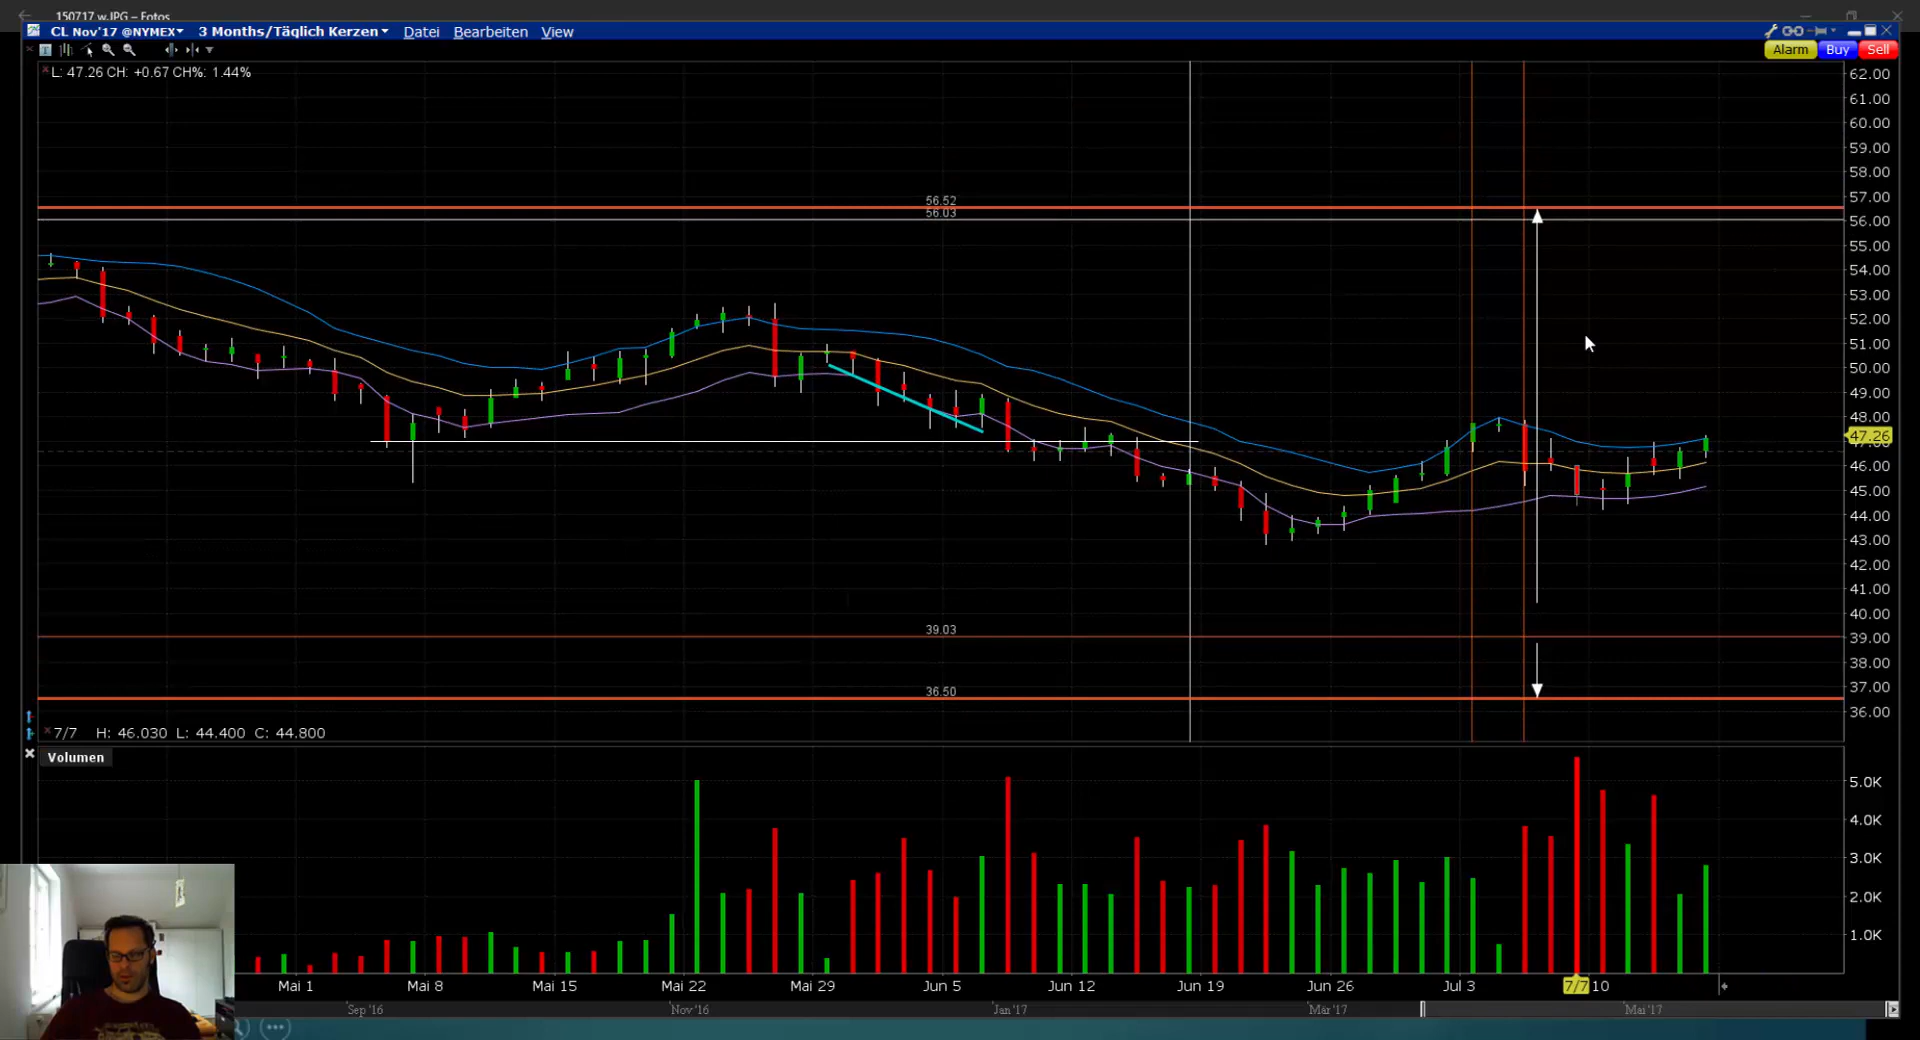 150717 w.JPG – Fotos
CL Nov'17 @NYMEX 3 Months/Täglich Kerzen Datei Bearbeiten View
Alarm Buy Sell
L: 47.26 CH: +0.67 CH%: 1.44%
62.00
61.00
60.00
59.00
58.00
57.00
56.52
56.03
56.00
55.00
54.00
53.00
52.00
51.00
50.00
49.00
48.00
47.26
46.00
45.00
44.00
43.00
42.00
41.00
40.00
39.03
39.00
38.00
37.00
36.50
36.00
7/7 H: 46.030 L: 44.400 C: 44.800
Volumen
5.0K
4.0K
3.0K
2.0K
1.0K
Mai 1 Mai 8 Mai 15 Mai 22 Mai 29 Jun 5 Jun 12 Jun 19 Jun 26 Jul 3 7/7 10
Sep '16 Nov '16 Jan '17 Mär '17 Mai '17